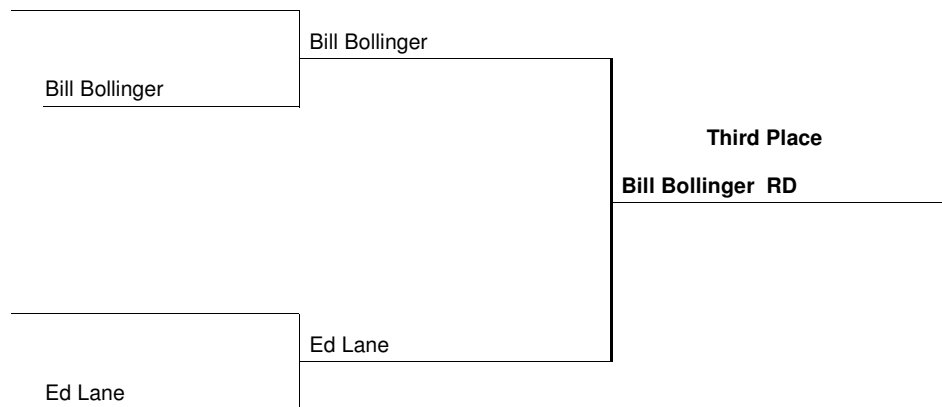 Bill Bollinger
Bill Bollinger
Third Place
Bill Bollinger RD
Ed Lane
Ed Lane